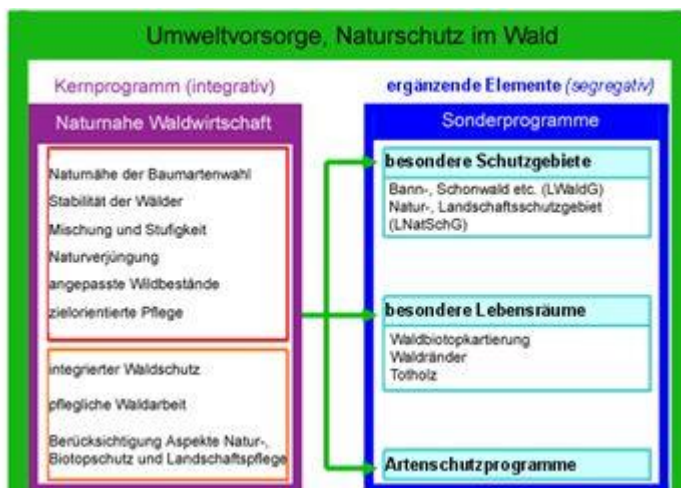 Umweltvorsorge, Naturschutz im Wald
Kernprogramm (integrativ)
Naturnahe Waldwirtschaft
Naturnähe der Baumartenwahl
Stabilität der Wälder
Mischung und Stufigkeit
Naturverjüngung
angepasste Wildbestände
zielorientierte Pflege
integrierter Waldschutz
pflegliche Waldarbeit
Berücksichtigung Aspekte Natur-,
Biotopschutz und Landschaftspflege
ergänzende Elemente (segregativ)
Sonderprogramme
besondere Schutzgebiete
Bann-, Schonwald etc. (LWaldG)
Natur-, Landschaftsschutzgebiet
(LNatSchG)
besondere Lebensräume
Waldbiotopkartierung
Waldränder
Totholz
Artenschutzprogramme